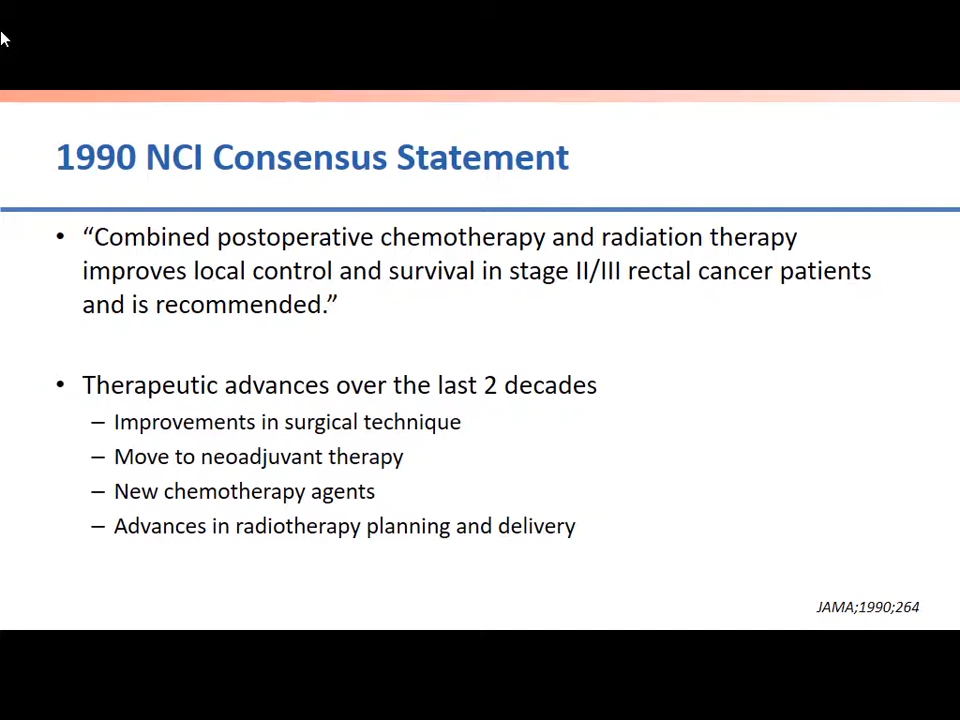 1990 NCI Consensus Statement
• “Combined postoperative chemotherapy and radiation therapy
improves local control and survival in stage II/III rectal cancer patients
and is recommended.”
• Therapeutic advances over the last 2 decades
– Improvements in surgical technique
– Move to neoadjuvant therapy
– New chemotherapy agents
– Advances in radiotherapy planning and delivery
JAMA;1990;264